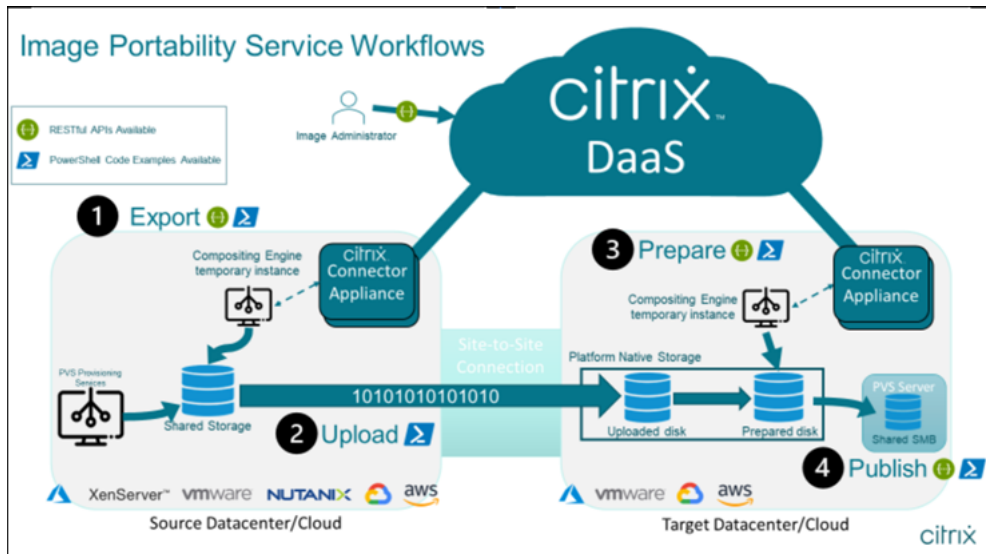 Image Portability Service Workflows
RESTful APIs Available
PowerShell Code Examples Available
Image Administrator
citrix™
DaaS
1 Export
Compositing Engine
temporary instance
citrix
Connector
Appliance
PVS Provisioning
Services
Shared Storage
10101010101010
2 Upload
Site-to-Site
Connection
3 Prepare
Compositing Engine
temporary instance
citrix
Connector
Appliance
Platform Native Storage
Uploaded disk
Prepared disk
PVS Server
Shared SMB
4 Publish
XenServer™ vmware NUTANIX aws
Source Datacenter/Cloud
vmware aws
Target Datacenter/Cloud
citrix